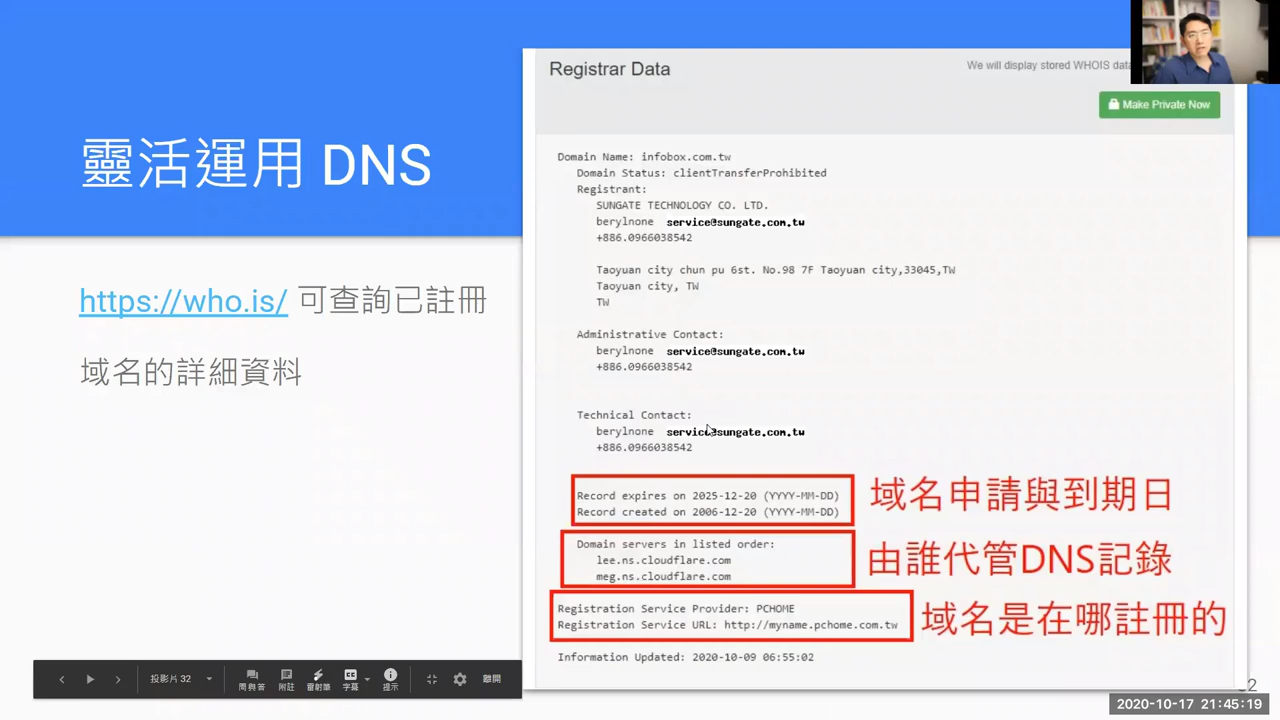 靈活運用 DNS
https://who.is/ 可查詢已註冊
域名的詳細資料
Registrar Data
We will display stored WHOIS data
Make Private Now
Domain Name: infobox.com.tw
Domain Status: clientTransferProhibited
Registrant:
SUNGATE TECHNOLOGY CO. LTD.
berylnone service@sungate.com.tw
+886.0966038542
Taoyuan city chun pu 6st. No.98 7F Taoyuan city,33045,TW
Taoyuan city, TW
TW
Administrative Contact:
berylnone service@sungate.com.tw
+886.0966038542
Technical Contact:
berylnone service@sungate.com.tw
+886.0966038542
Record expires on 2025-12-20 (YYYY-MM-DD)
Record created on 2006-12-20 (YYYY-MM-DD)
域名申請與到期日
Domain servers in listed order:
lee.ns.cloudflare.com
meg.ns.cloudflare.com
由誰代管DNS記錄
Registration Service Provider: PCHOME
Registration Service URL: http://myname.pchome.com.tw
域名是在哪註冊的
Information Updated: 2020-10-09 06:55:02
投影片 32
問與答
附註
雷射筆
CC
字幕
提示
離開
2020-10-17 21:45:19